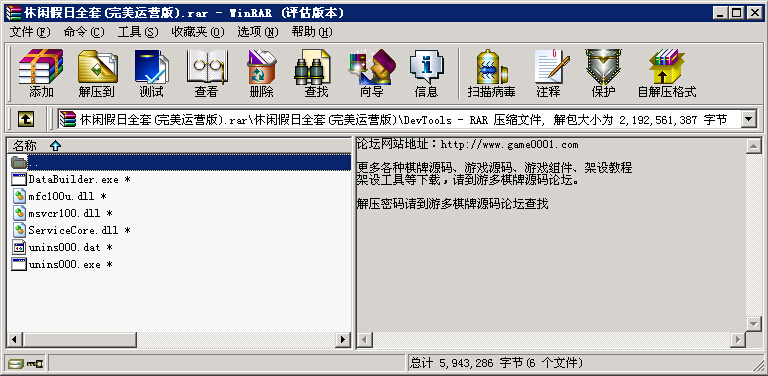 休闲假日全套(完美运营版).rar - WinRAR (评估版本)
文件(F) 命令(C) 工具(S) 收藏夹(O) 选项(N) 帮助(H)
添加 解压到 测试 查看 删除 查找 向导 信息 扫描病毒 注释 保护 自解压格式
休闲假日全套(完美运营版).rar\休闲假日全套(完美运营版)\DevTools - RAR 压缩文件, 解包大小为 2,192,561,387 字节
名称
..
DataBuilder.exe *
mfc100u.dll *
msvcr100.dll *
ServiceCore.dll *
unins000.dat *
unins000.exe *
论坛网站地址：http://www.game0001.com
更多各种棋牌源码、游戏源码、游戏组件、架设教程
架设工具等下载，请到游多棋牌源码论坛。
解压密码请到游多棋牌源码论坛查找
总计 5,943,286 字节(6 个文件)